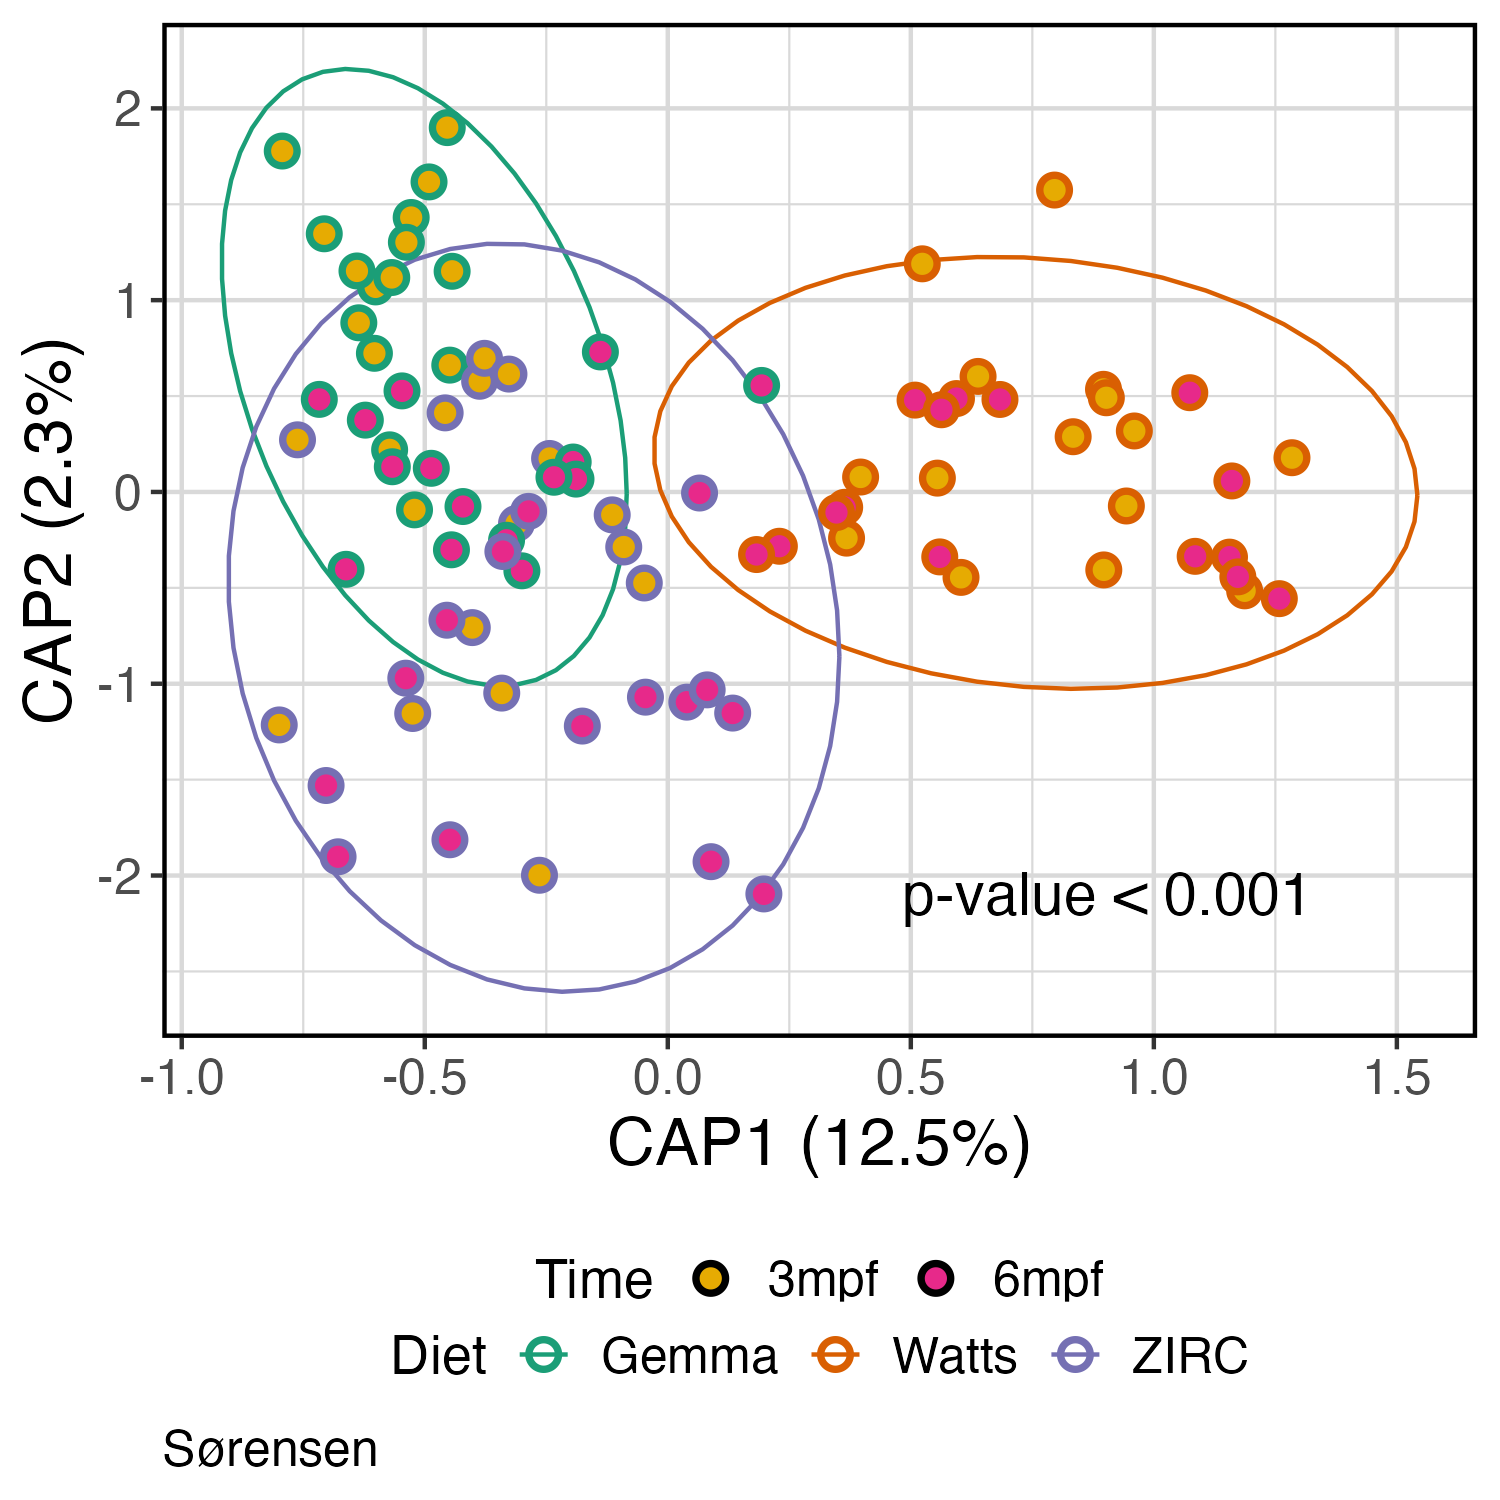 2
1
0
-1
-2
CAP2 (2.3%)
p-value < 0.001
-1.0 -0.5 0.0 0.5 1.0 1.5
CAP1 (12.5%)
Time 3mpf 6mpf
Diet Gemma Watts ZIRC
Sørensen